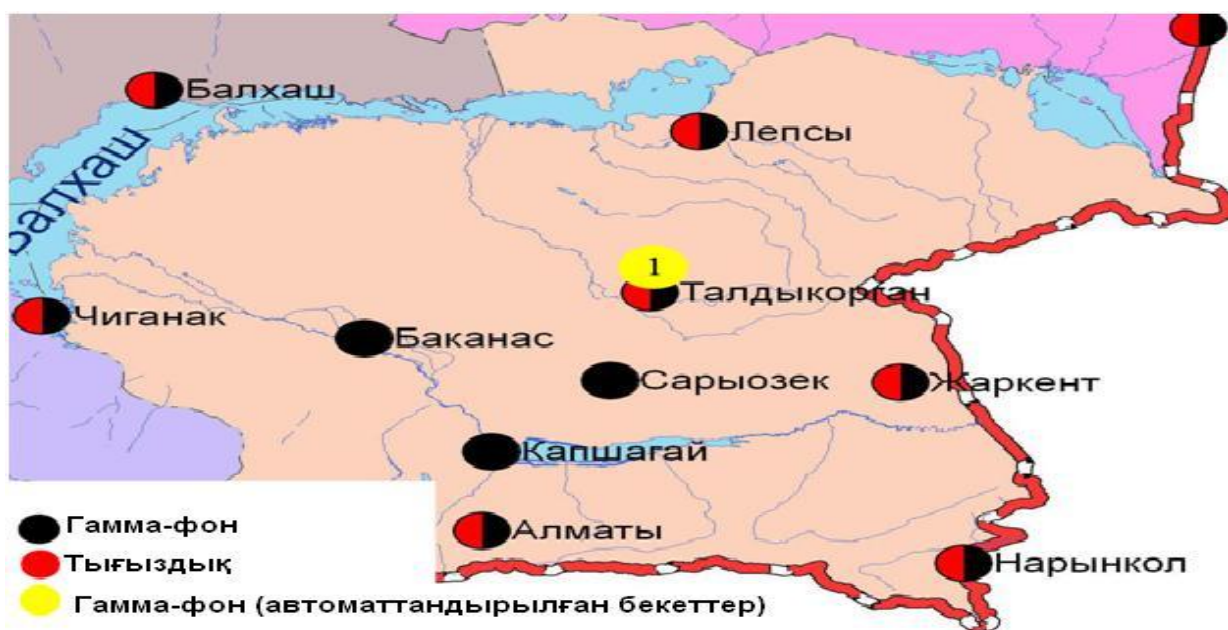 Балхаш
Лепсы
Балхаш
1
Талдыкорган
Чиганак
Баканас
Сарыозек
Жаркент
Капшагай
Алматы
Нарынкол
Гамма-фон
Тығыздық
Гамма-фон (автоматтандырылған бекеттер)